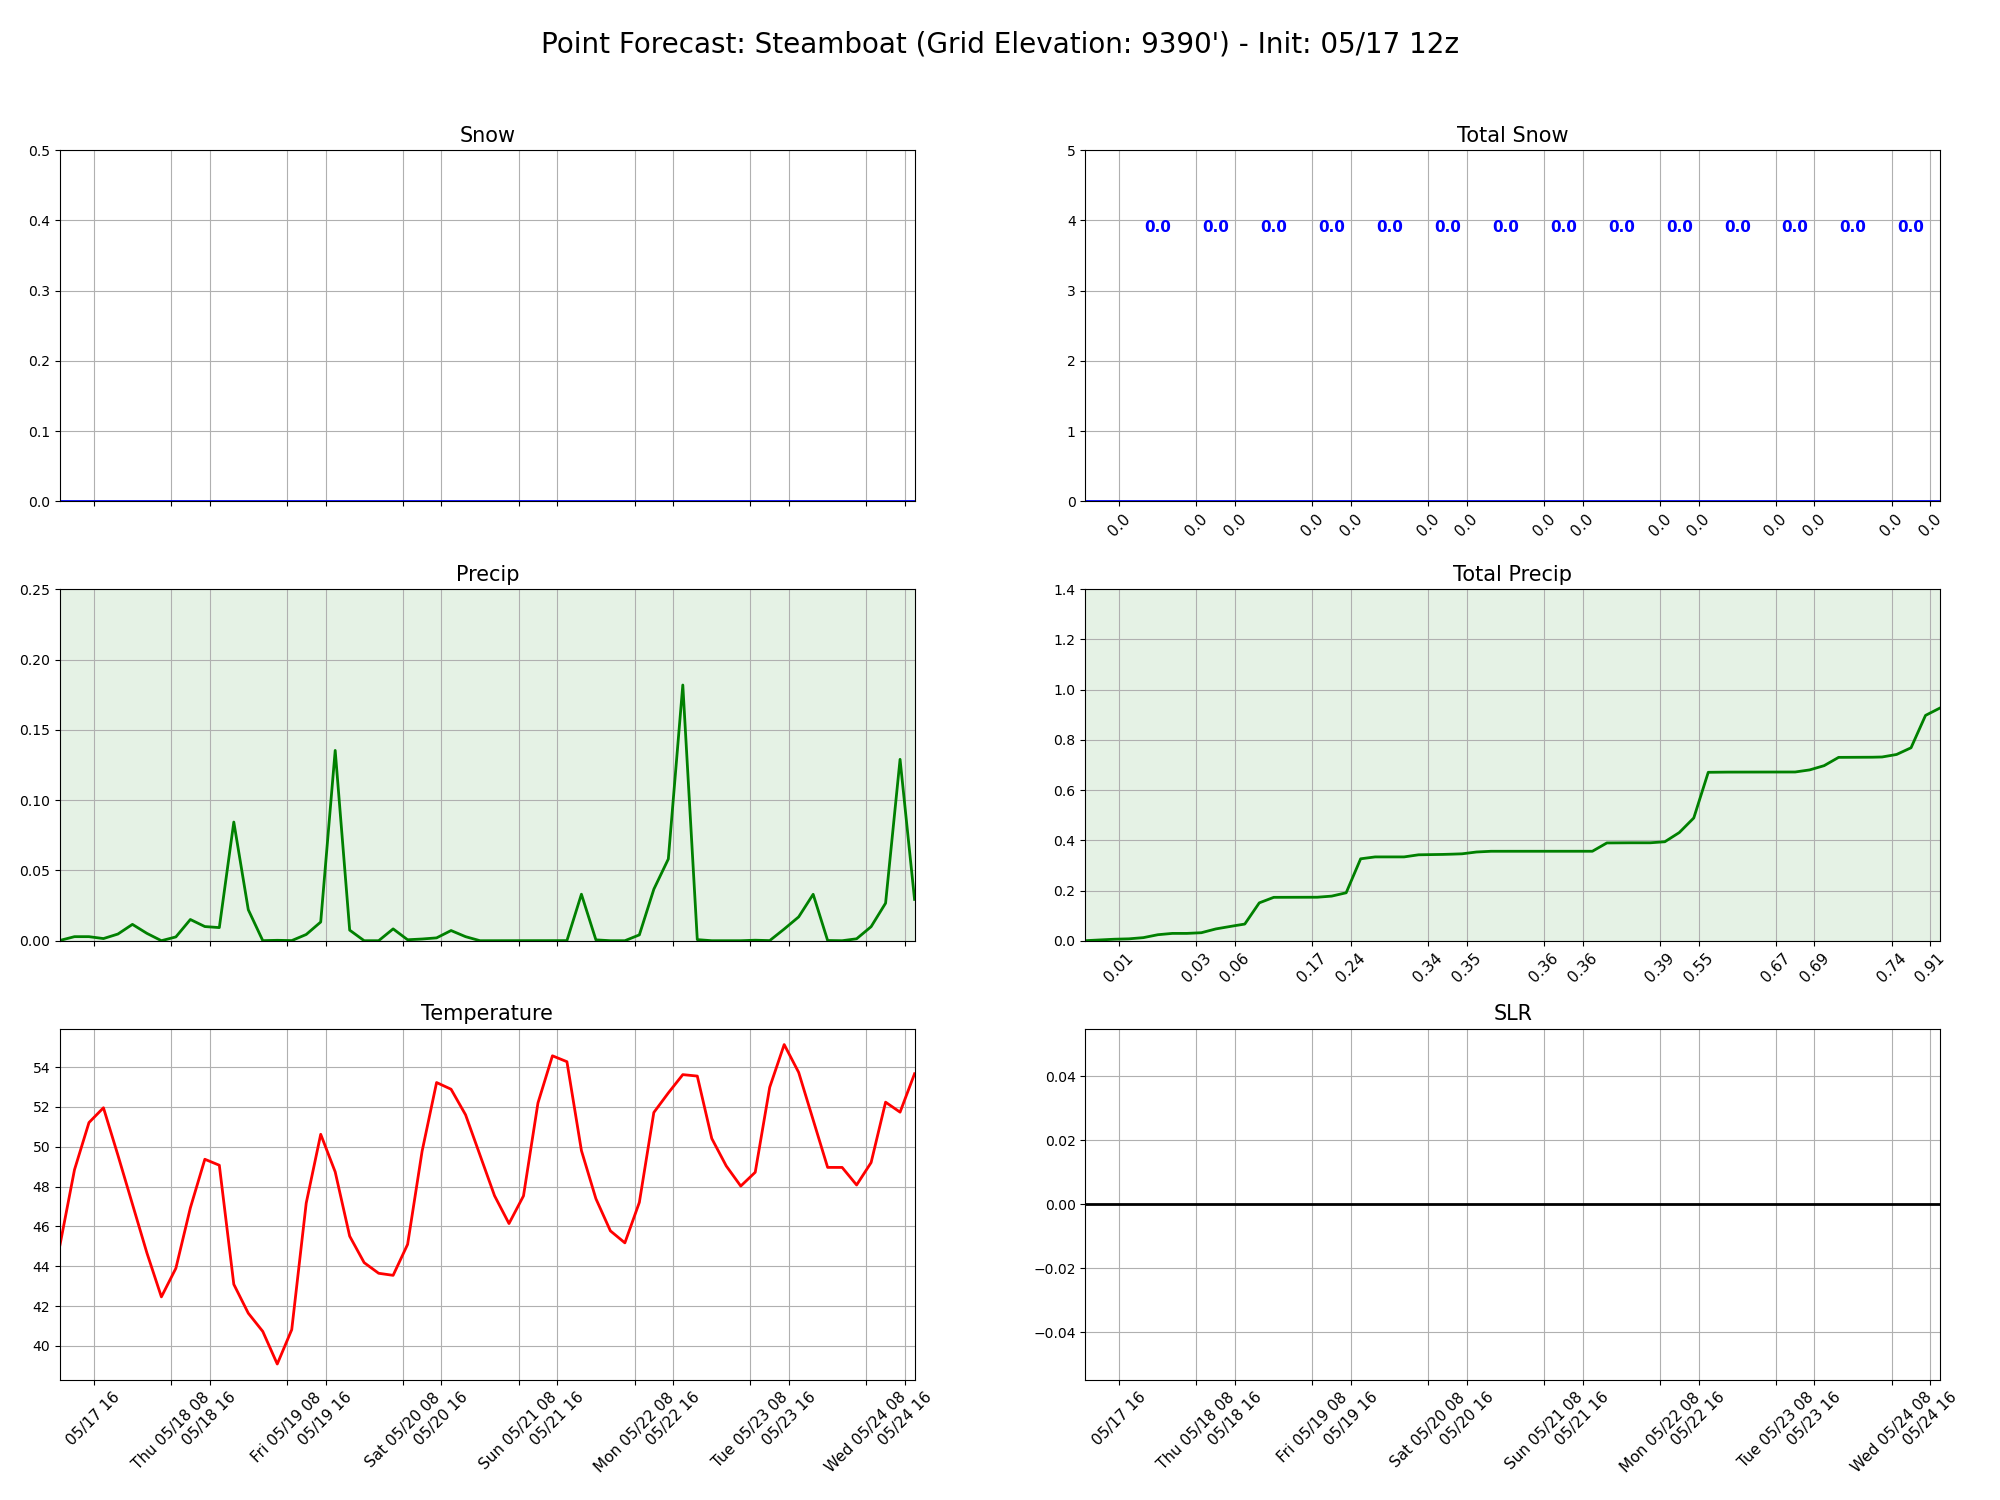 Point Forecast: Steamboat (Grid Elevation: 9390') - Init: 05/17 12z
Snow
0.5
0.4
0.3
0.2
0.1
0.0
Total Snow
5
4
3
2
1
0
0.0 0.0 0.0 0.0 0.0 0.0 0.0 0.0 0.0 0.0 0.0 0.0 0.0 0.0
0.0 0.0 0.0 0.0 0.0 0.0 0.0 0.0 0.0 0.0 0.0 0.0 0.0 0.0 0.0
Precip
0.25
0.20
0.15
0.10
0.05
0.00
Total Precip
1.4
1.2
1.0
0.8
0.6
0.4
0.2
0.0
0.01 0.03 0.06 0.17 0.24 0.34 0.35 0.36 0.36 0.39 0.55 0.67 0.69 0.74 0.91
Temperature
54
52
50
48
46
44
42
40
05/17 16
Thu 05/18 08
05/18 16
Fri 05/19 08
05/19 16
Sat 05/20 08
05/20 16
Sun 05/21 08
05/21 16
Mon 05/22 08
05/22 16
Tue 05/23 08
05/23 16
Wed 05/24 08
05/24 16
SLR
0.04
0.02
0.00
−0.02
−0.04
05/17 16
Thu 05/18 08
05/18 16
Fri 05/19 08
05/19 16
Sat 05/20 08
05/20 16
Sun 05/21 08
05/21 16
Mon 05/22 08
05/22 16
Tue 05/23 08
05/23 16
Wed 05/24 08
05/24 16